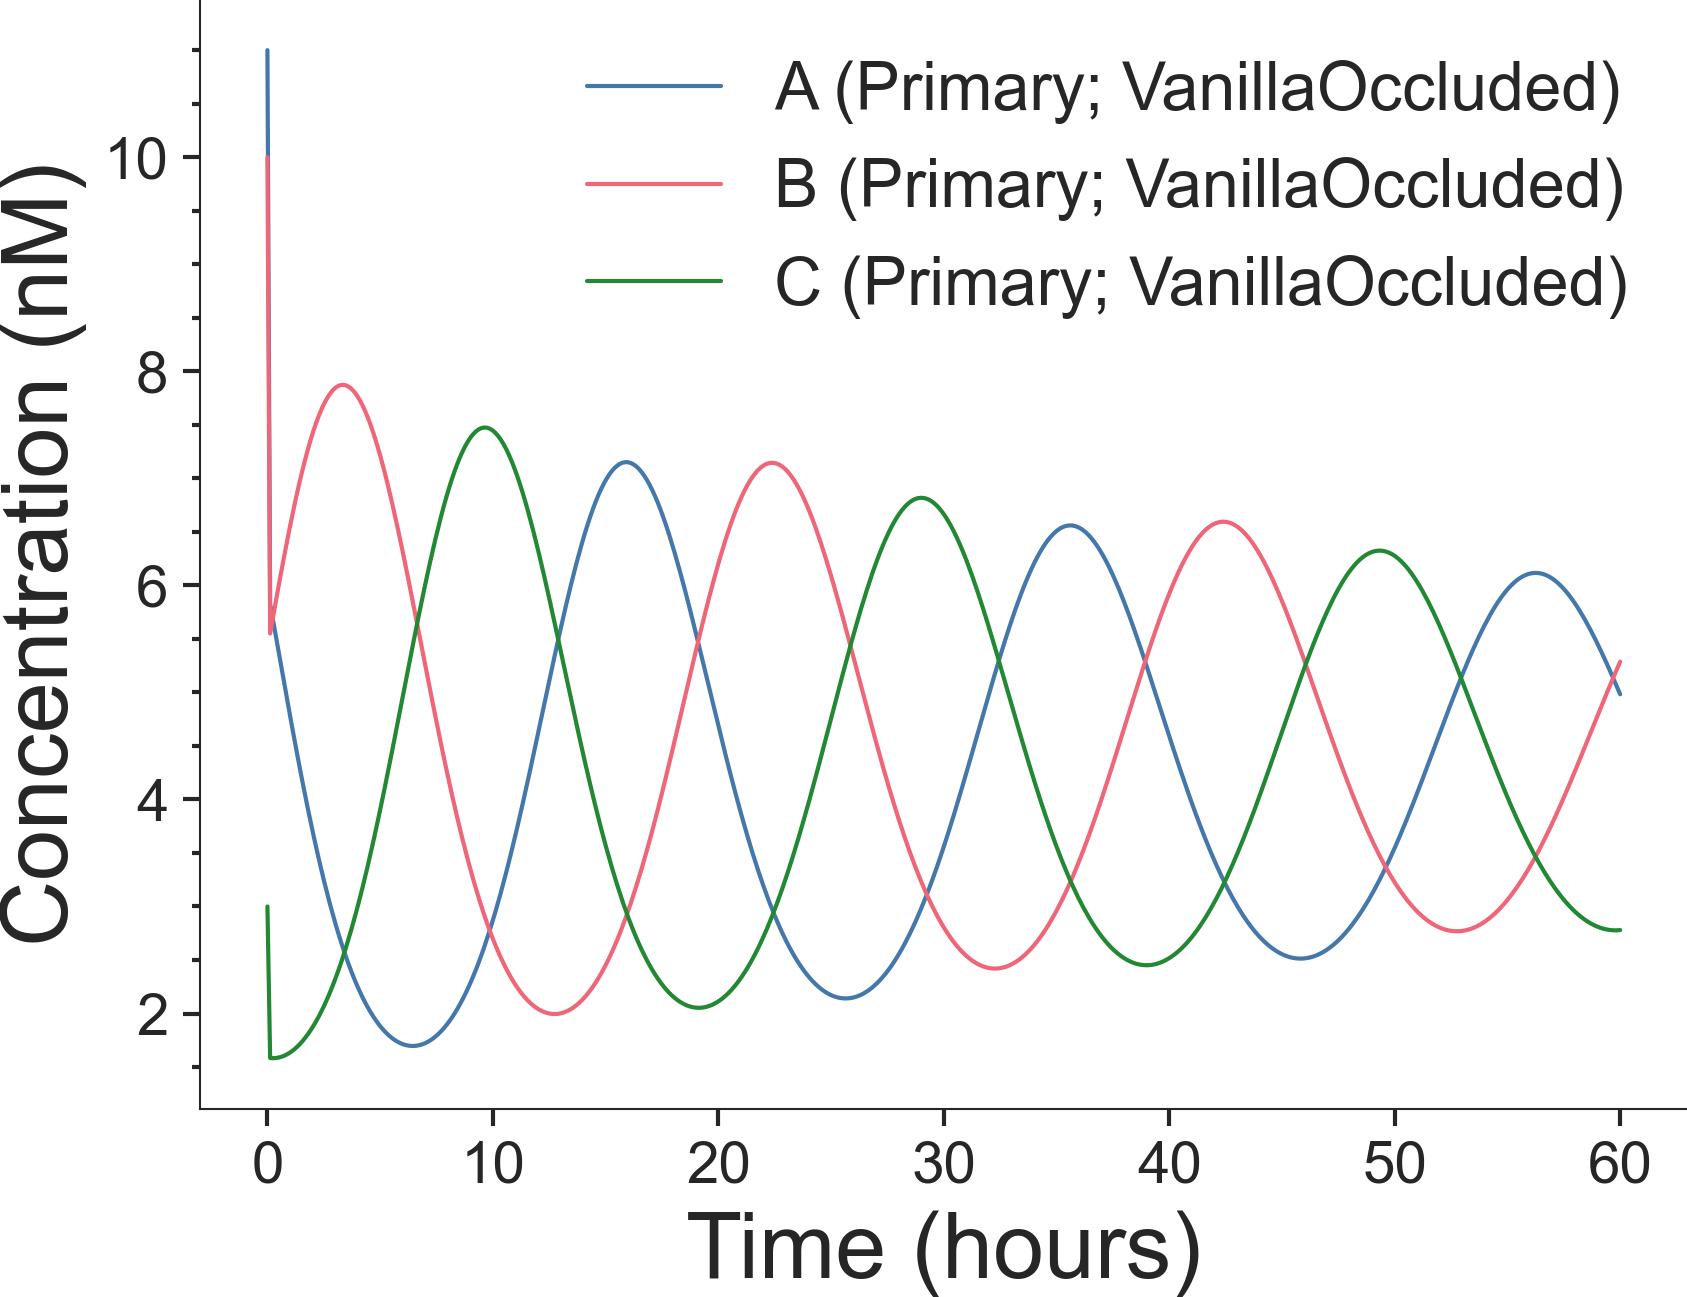 A (Primary; VanillaOccluded)
B (Primary; VanillaOccluded)
C (Primary; VanillaOccluded)
Concentration (nM)
10
8
6
4
2
0 10 20 30 40 50 60
Time (hours)